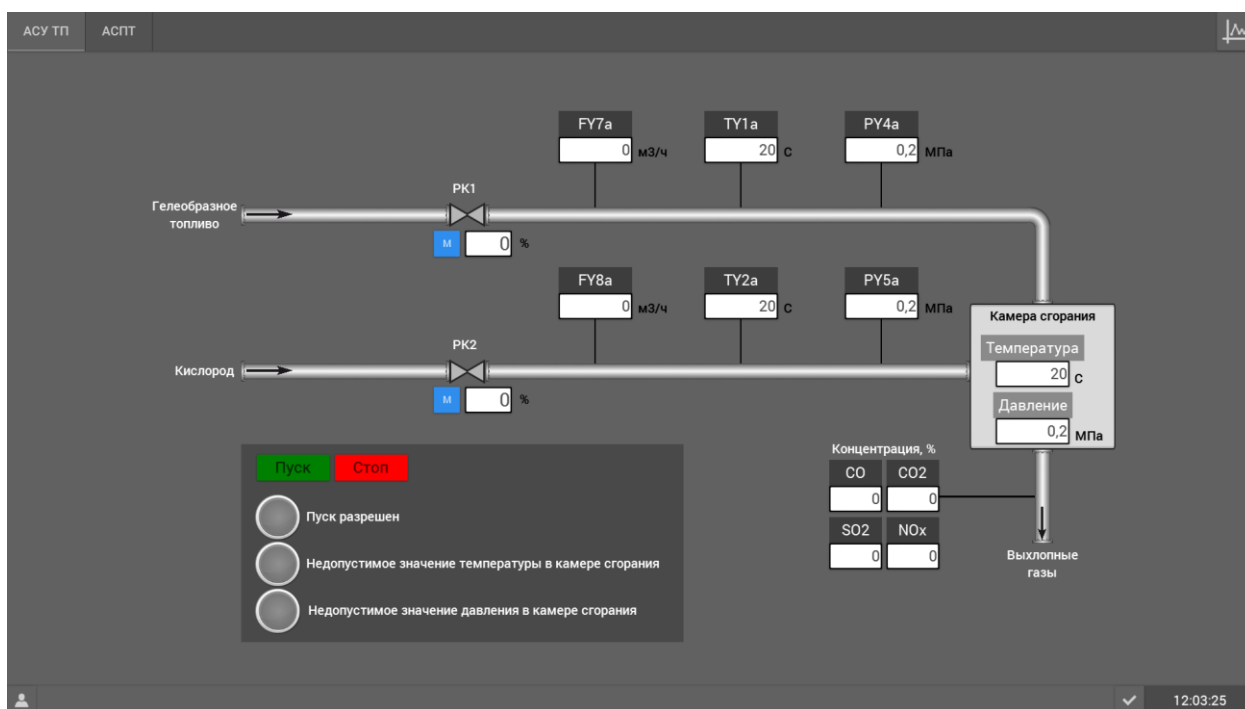 АСУ ТП АСПТ
FY7a TY1a PY4a
0 м3/ч 20 С 0,2 МПа
РК1
Гелеобразное
топливо
М 0 %
FY8a TY2a PY5a
0 м3/ч 20 С 0,2 МПа
РК2
Кислород
М 0 %
Камера сгорания
Температура
20 С
Давление
0,2 МПа
Концентрация, %
CO CO2
0 0
SO2 NOx
0 0
Выхлопные
газы
Пуск Стоп
Пуск разрешен
Недопустимое значение температуры в камере сгорания
Недопустимое значение давления в камере сгорания
12:03:25